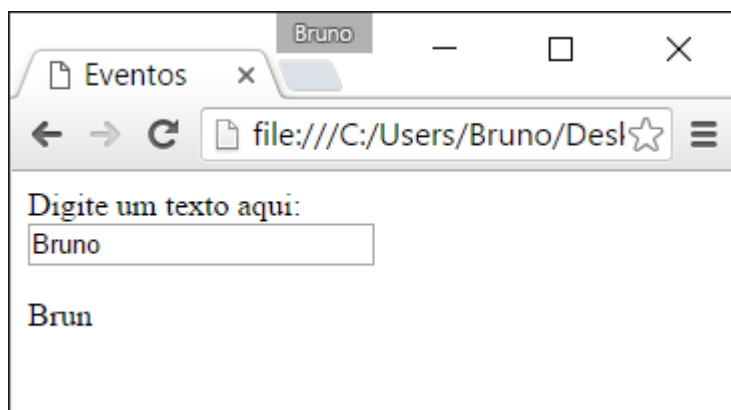 Bruno
Eventos
file:///C:/Users/Bruno/Desk
Digite um texto aqui:
Bruno
Brun